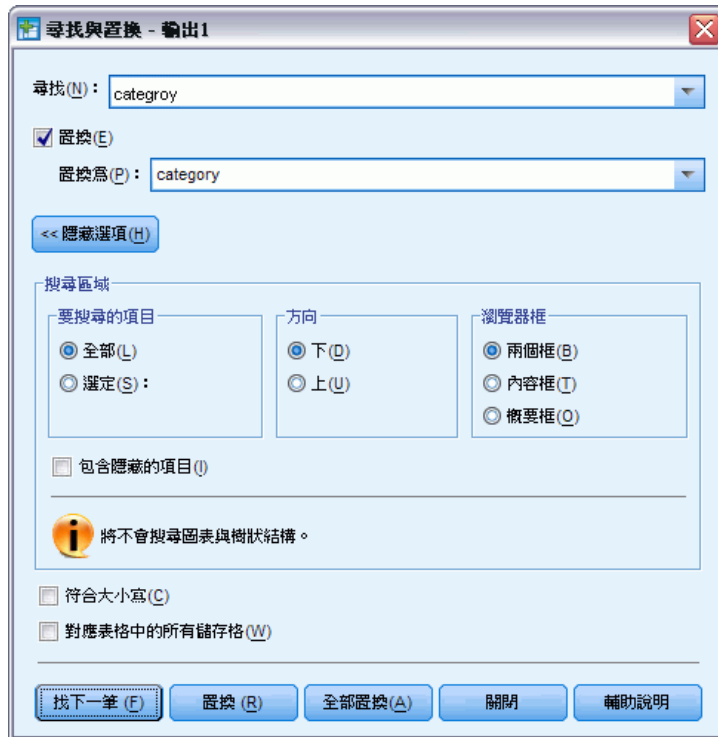 尋找與置換 - 輸出1
尋找(N)：
categroy
置換(E)
置換為(P)：
category
<< 隱藏選項(H)
搜尋區域
要搜尋的項目
全部(L)
選定(S)：
方向
下(D)
上(U)
瀏覽器框
兩個框(B)
內容框(T)
概要框(O)
包含隱藏的項目(I)
將不會搜尋圖表與樹狀結構。
符合大小寫(C)
對應表格中的所有儲存格(W)
找下一筆 (F)
置換 (R)
全部置換(A)
關閉
輔助說明